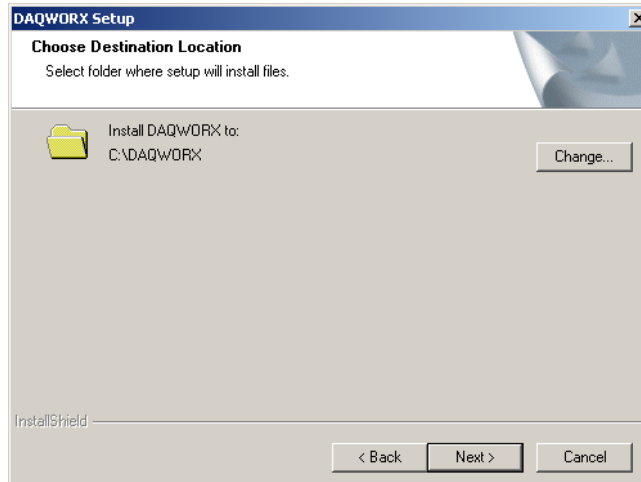 DAQWORX Setup
Choose Destination Location
Select folder where setup will install files.
Install DAQWORX to:
C:\DAQWORX
Change...
InstallShield
< Back
Next >
Cancel